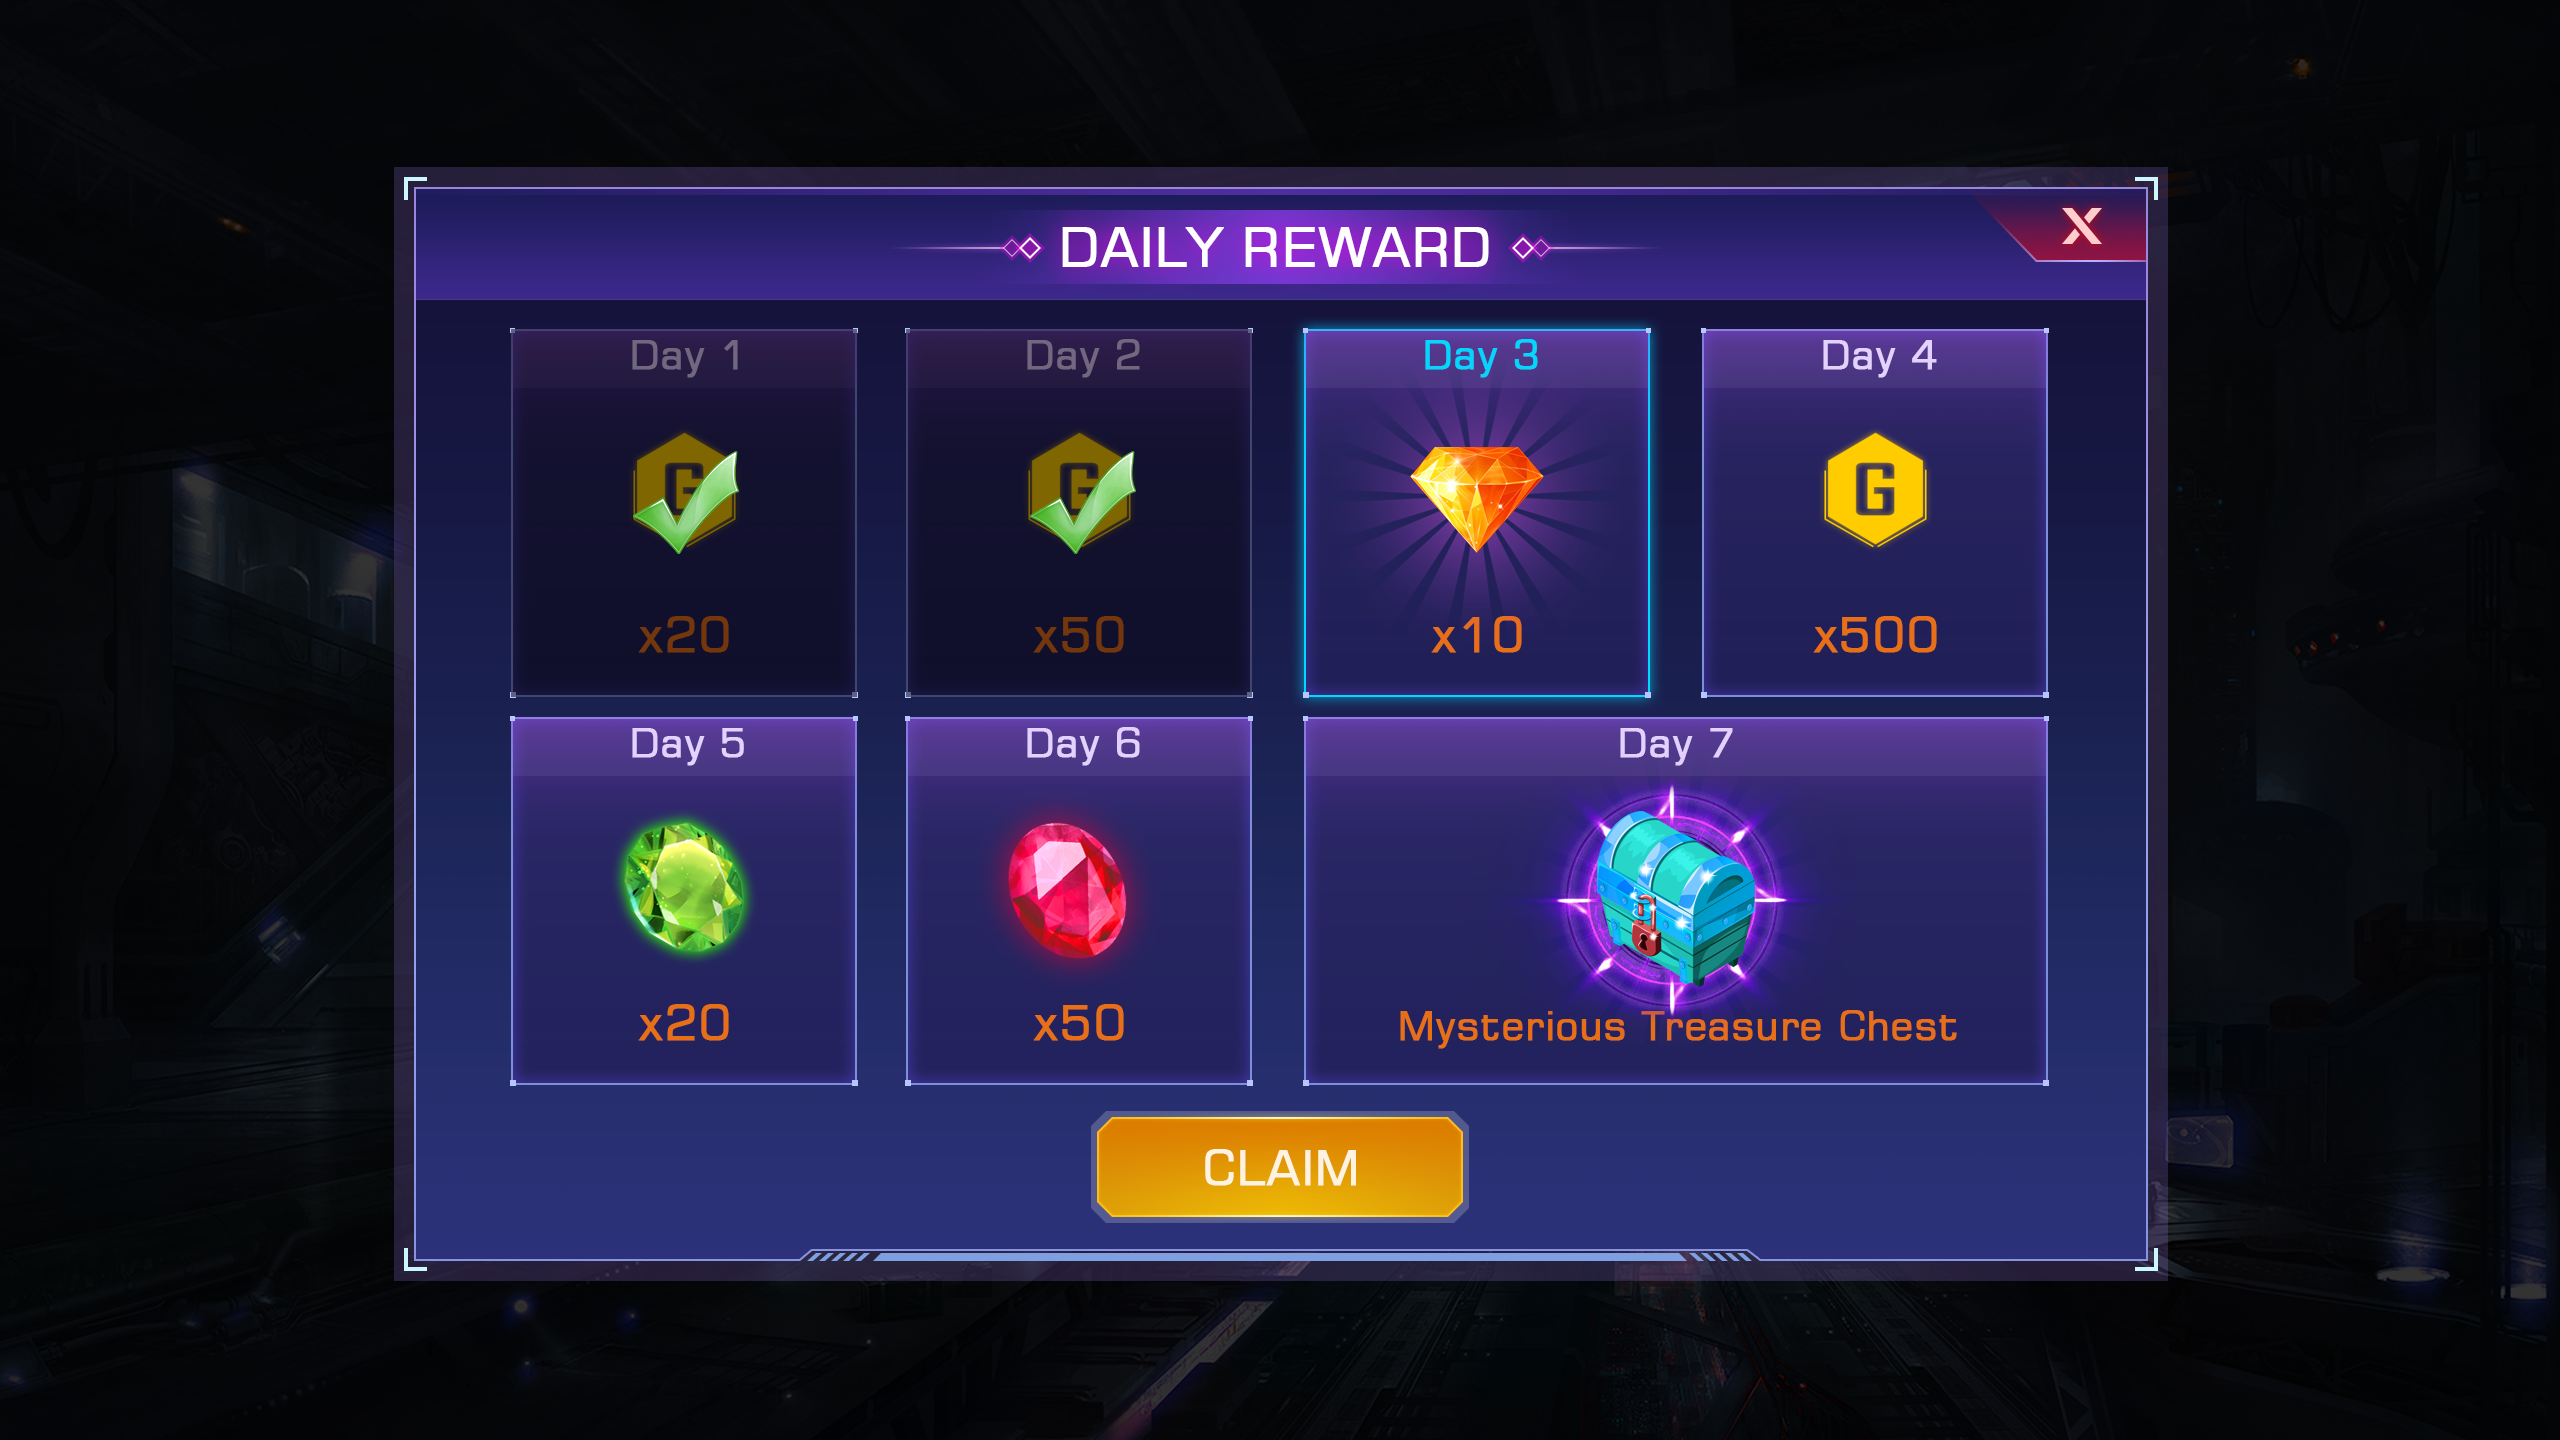 DAILY REWARD
X
Day 1
G
x20
Day 2
G
x50
Day 3
x10
Day 4
G
x500
Day 5
x20
Day 6
x50
Day 7
Mysterious Treasure Chest
CLAIM